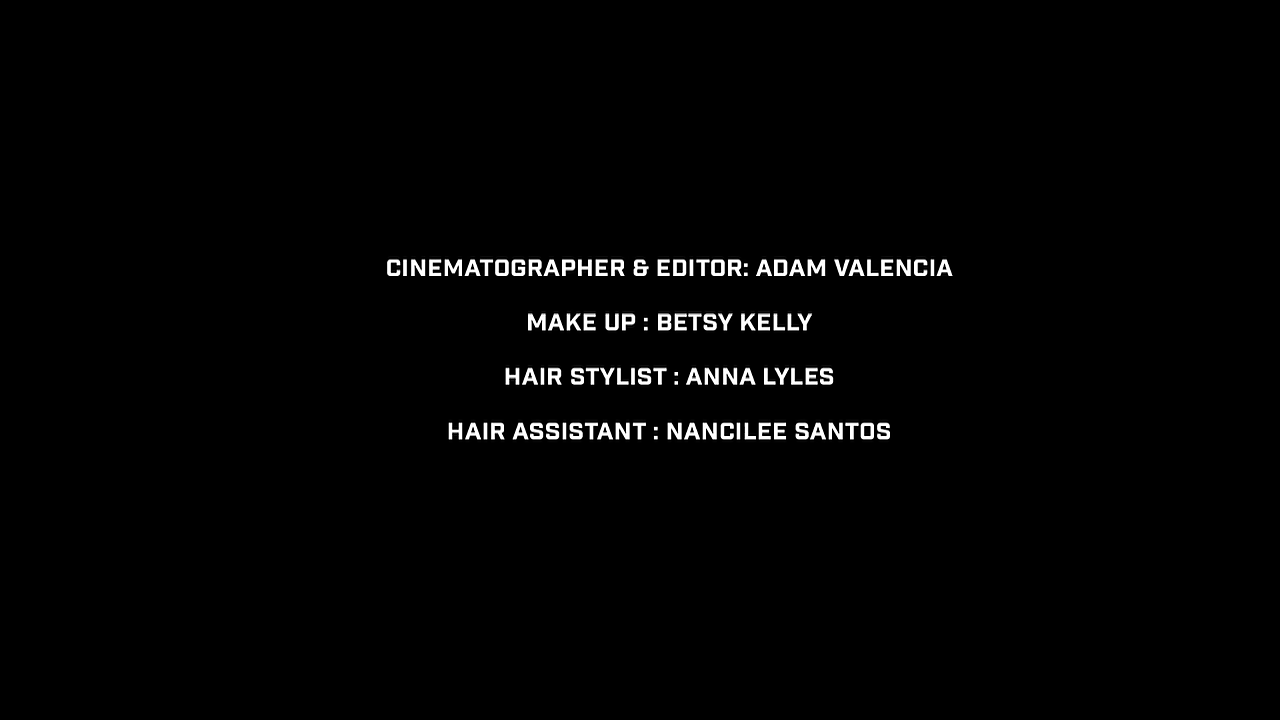 CINEMATOGRAPHER & EDITOR: ADAM VALENCIA
MAKE UP : BETSY KELLY
HAIR STYLIST : ANNA LYLES
HAIR ASSISTANT : NANCILEE SANTOS